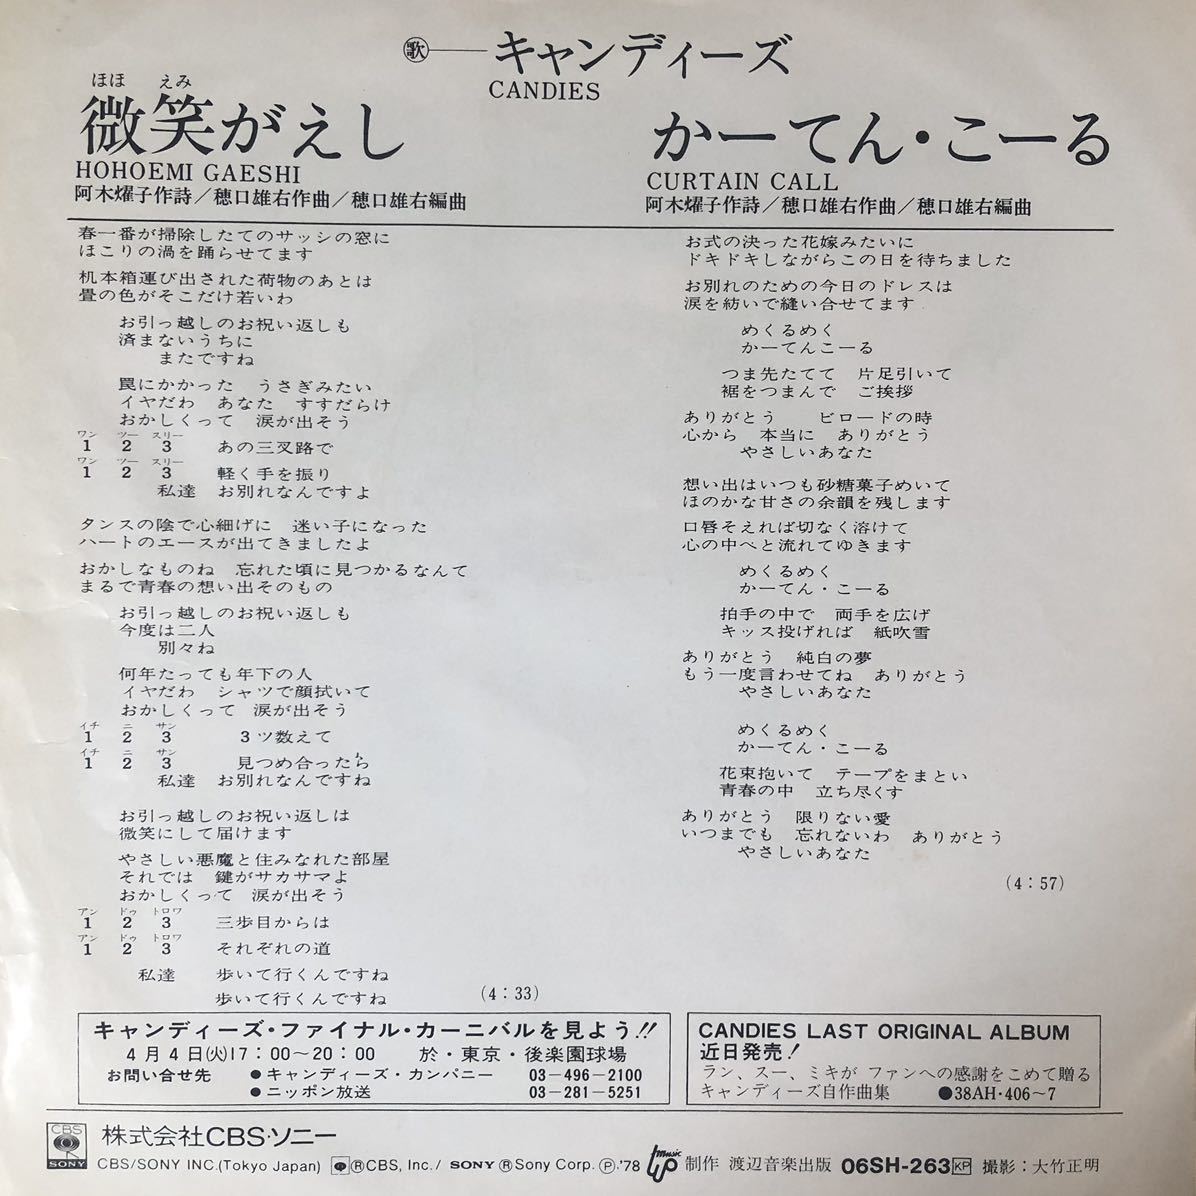 歌 キャンディーズ
CANDIES
ほほ えみ
微笑がえし
HOHOEMI GAESHI
阿木燿子作詩／穂口雄右作曲／穂口雄右編曲
春一番が掃除したてのサッシの窓に
ほこりの渦を踊らせてます
机本箱運び出された荷物のあとは
畳の色がそこだけ若いわ
お引っ越しのお祝い返しも
済まないうちに
またですね
罠にかかった うさぎみたい
イヤだわ あなた すすだらけ
おかしくって 涙が出そう
ワン ツー スリー
1 2 3 あの三叉路で
ワン ツー スリー
1 2 3 軽く手を振り
私達 お別れなんですよ
タンスの陰で心細げに 迷い子になった
ハートのエースが出てきましたよ
おかしなものね 忘れた頃に見つかるなんて
まるで青春の想い出そのもの
お引っ越しのお祝い返しも
今度は二人
別々ね
何年たっても年下の人
イヤだわ シャツで顔拭いて
おかしくって 涙が出そう
イチ ニ サン
1 2 3 3ツ数えて
イチ ニ サン
1 2 3 見つめ合ったら
私達 お別れなんですね
お引っ越しのお祝い返しは
微笑にして届けます
やさしい悪魔と住みなれた部屋
それでは 鍵がサカサマよ
おかしくって 涙が出そう
アン ドゥ トロワ
1 2 3 三歩目からは
アン ドゥ トロワ
1 2 3 それぞれの道
私達 歩いて行くんですね
歩いて行くんですね
(4:33)
かーてん・こーる
CURTAIN CALL
阿木燿子作詩／穂口雄右作曲／穂口雄右編曲
お式の決った花嫁みたいに
ドキドキしながらこの日を待ちました
お別れのための今日のドレスは
涙を紡いで縫い合せてます
めくるめく
かーてんこーる
つま先たてて 片足引いて
裾をつまんで ご挨拶
ありがとう ビロードの時
心から 本当に ありがとう
やさしいあなた
想い出はいつも砂糖菓子めいて
ほのかな甘さの余韻を残します
口唇そえれば切なく溶けて
心の中へと流れてゆきます
めくるめく
かーてん・こーる
拍手の中で 両手を広げ
キッス投げれば 紙吹雪
ありがとう 純白の夢
もう一度言わせてね ありがとう
やさしいあなた
めくるめく
かーてん・こーる
花束抱いて テープをまとい
青春の中 立ち尽くす
ありがとう 限りない愛
いつまでも 忘れないわ ありがとう
やさしいあなた
(4:57)
キャンディーズ・ファイナル・カーニバルを見よう!!
4月4日(火)17:00〜20:00 於・東京・後楽園球場
お問い合せ先 ●キャンディーズ・カンパニー 03-496-2100
●ニッポン放送 03-281-5251
CANDIES LAST ORIGINAL ALBUM
近日発売!
ラン、スー、ミキが ファンへの感謝をこめて贈る
キャンディーズ自作曲集 ●38AH・406〜7
CBS SONY 株式会社CBS・ソニー
CBS/SONY INC.(Tokyo Japan) ⓇCBS, Inc./ SONY ⓇSony Corp. Ⓟ.'78 music 制作 渡辺音楽出版 06SH-263 KP 撮影：大竹正明